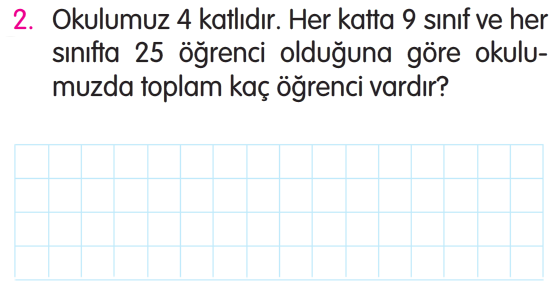 2. Okulumuz 4 katlıdır. Her katta 9 sınıf ve her
sınıfta 25 öğrenci olduğuna göre okulu-
muzda toplam kaç öğrenci vardır?